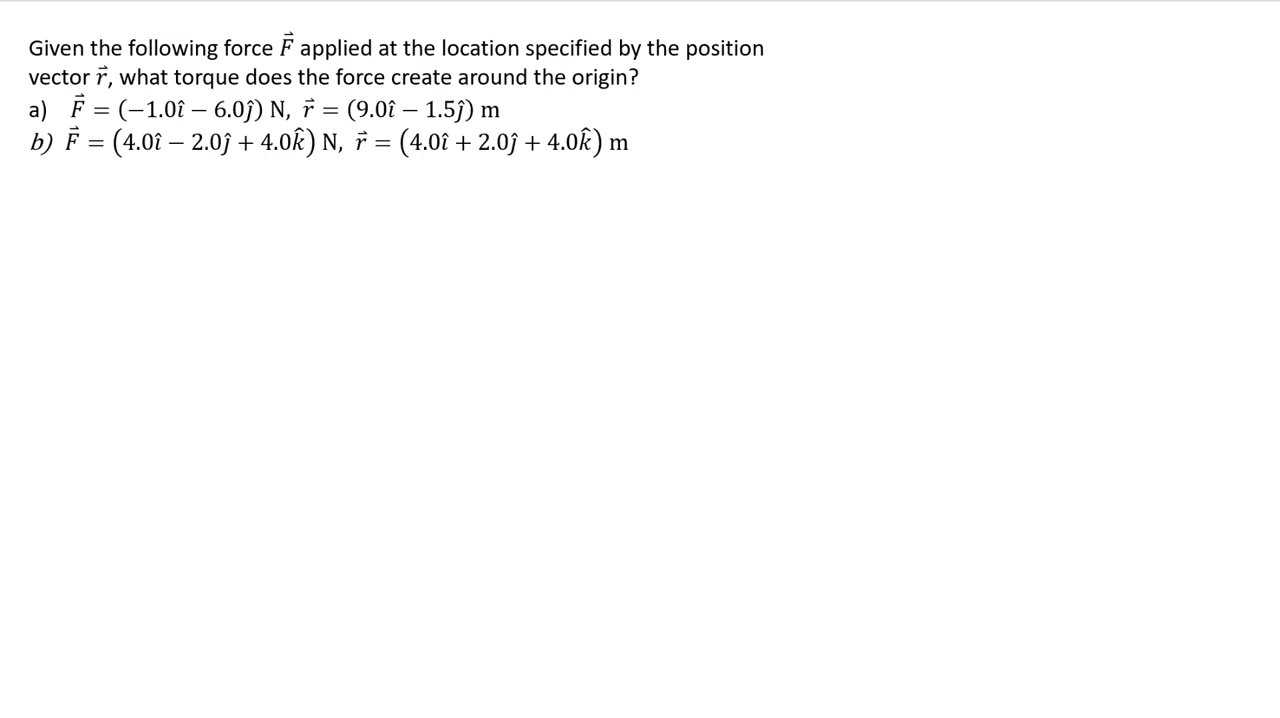 Given the following force F⃗ applied at the location specified by the position
vector r⃗, what torque does the force create around the origin?
a) F⃗ = (−1.0î − 6.0ĵ) N, r⃗ = (9.0î − 1.5ĵ) m
b) F⃗ = (4.0î − 2.0ĵ + 4.0k̂) N, r⃗ = (4.0î + 2.0ĵ + 4.0k̂) m